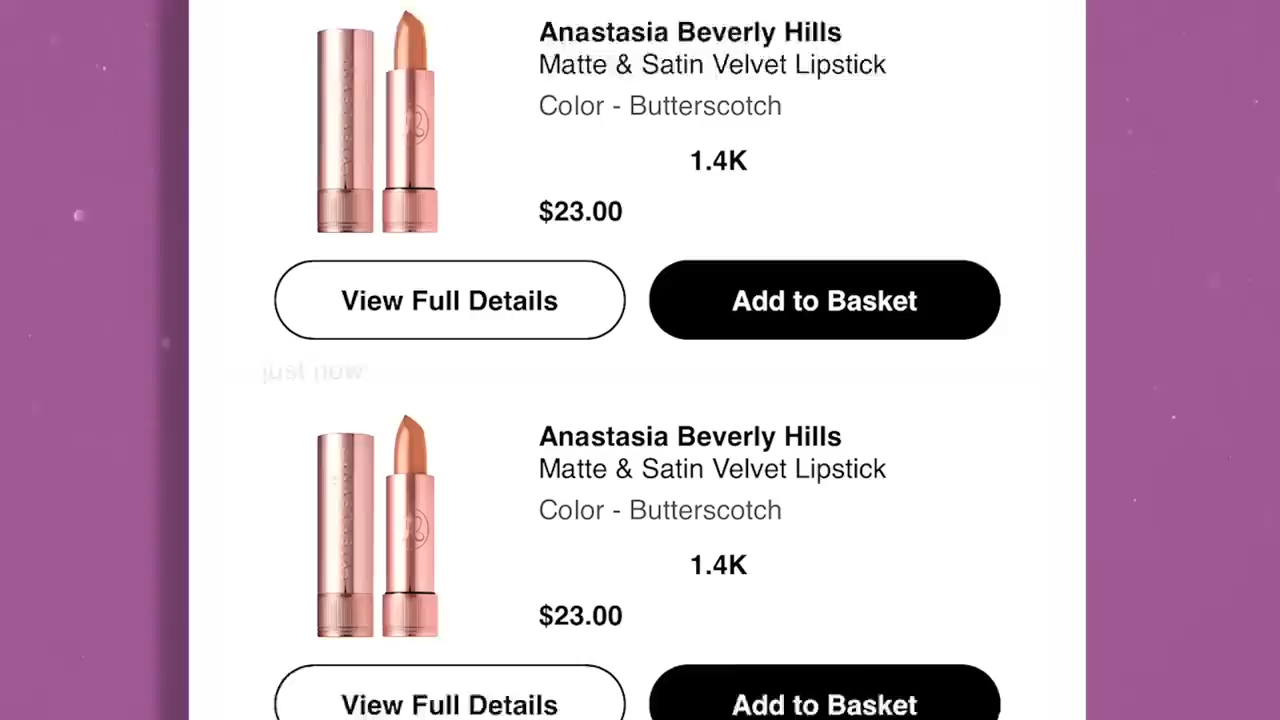 Anastasia Beverly Hills
Matte & Satin Velvet Lipstick
Color - Butterscotch
1.4K
$23.00
View Full Details
Add to Basket
just now
Anastasia Beverly Hills
Matte & Satin Velvet Lipstick
Color - Butterscotch
1.4K
$23.00
View Full Details
Add to Basket